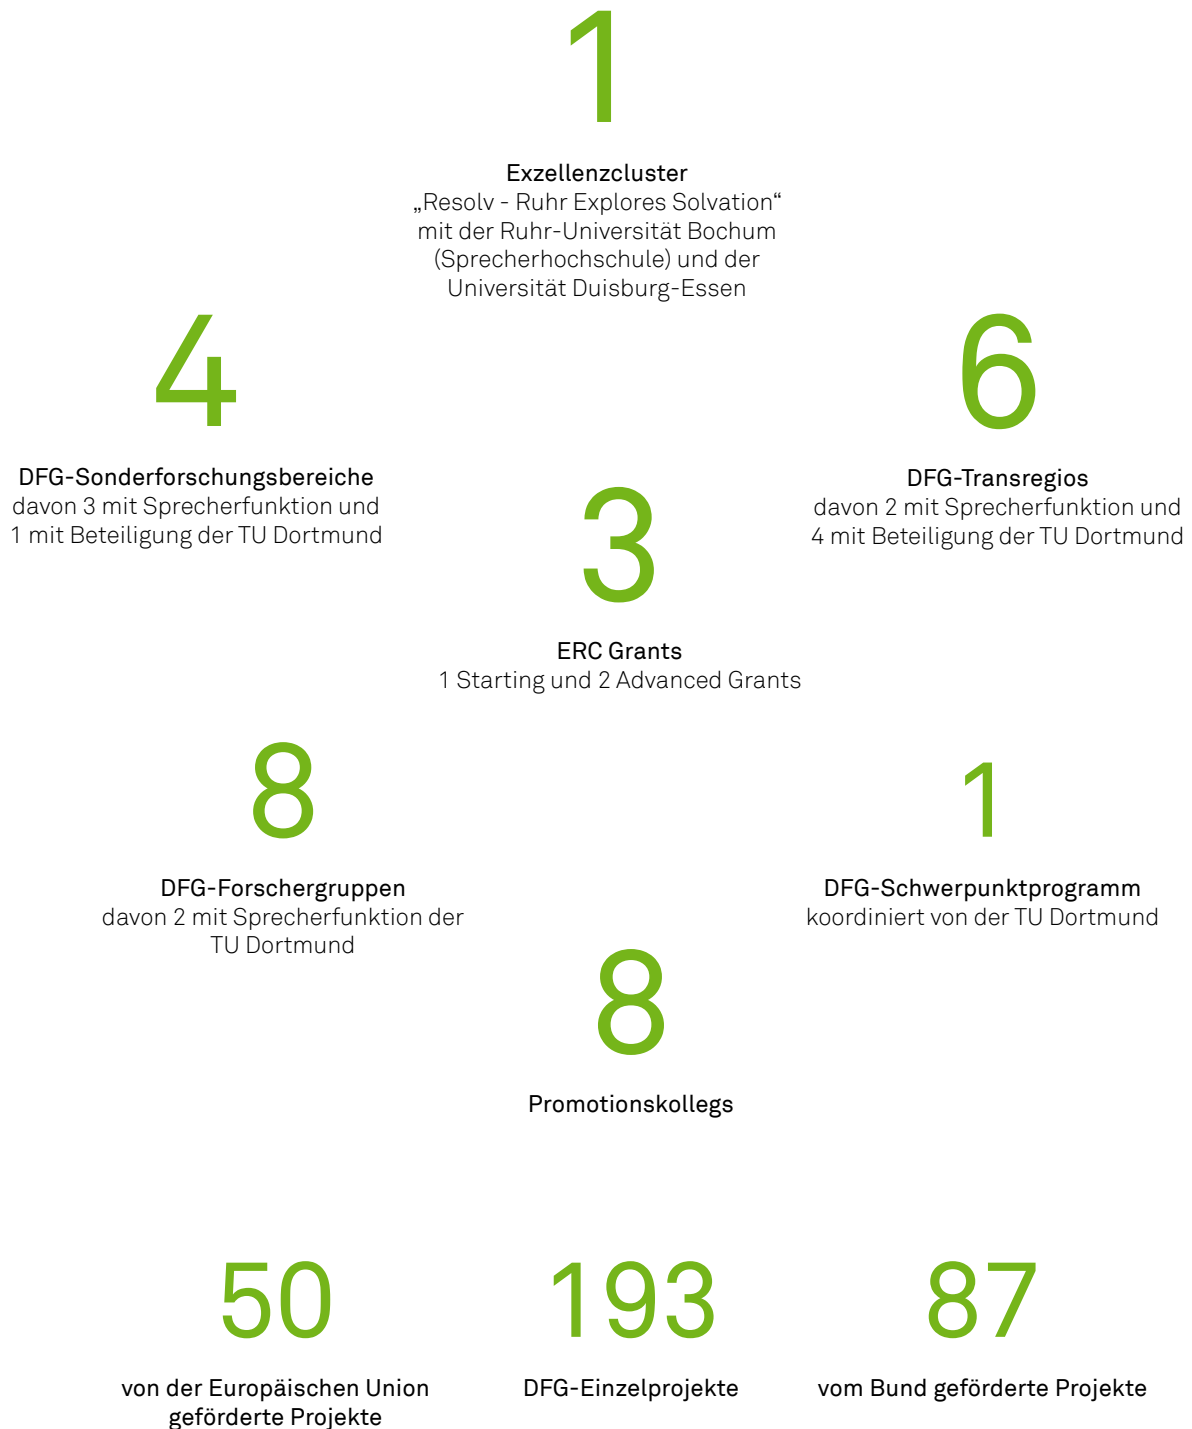 1
Exzellenzcluster
„Resolv - Ruhr Explores Solvation“
mit der Ruhr-Universität Bochum
(Sprecherhochschule) und der
Universität Duisburg-Essen
4
DFG-Sonderforschungsbereiche
davon 3 mit Sprecherfunktion und
1 mit Beteiligung der TU Dortmund
6
DFG-Transregios
davon 2 mit Sprecherfunktion und
4 mit Beteiligung der TU Dortmund
3
ERC Grants
1 Starting und 2 Advanced Grants
8
DFG-Forschergruppen
davon 2 mit Sprecherfunktion der
TU Dortmund
1
DFG-Schwerpunktprogramm
koordiniert von der TU Dortmund
8
Promotionskollegs
50
von der Europäischen Union
geförderte Projekte
193
DFG-Einzelprojekte
87
vom Bund geförderte Projekte